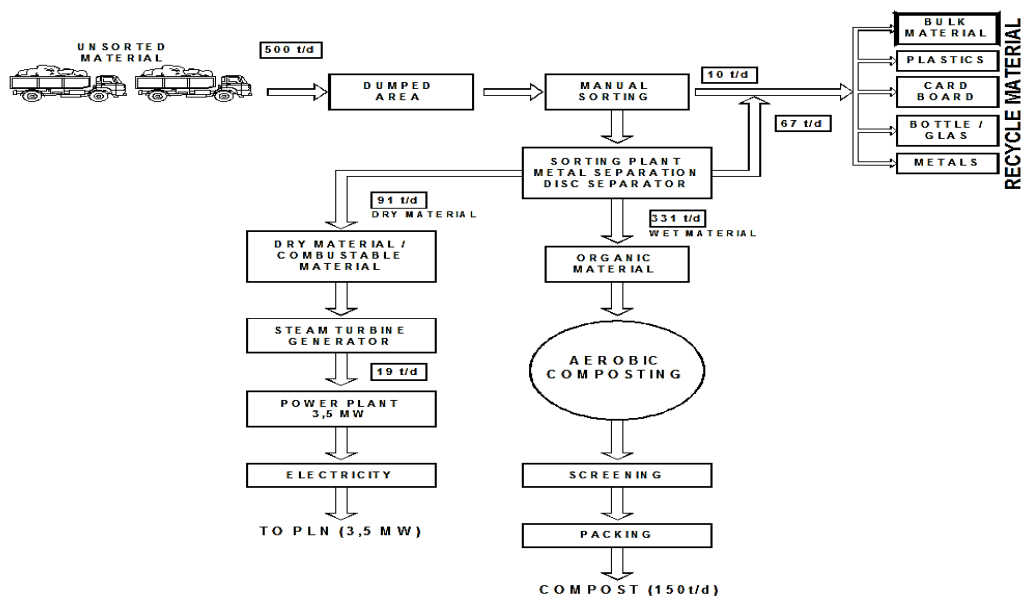 UNSORTED
MATERIAL
500 t/d
DUMPED
AREA
MANUAL
SORTING
10 t/d
67 t/d
BULK
MATERIAL
PLASTICS
CARD
BOARD
BOTTLE /
GLAS
METALS
RECYCLE MATERIAL
SORTING PLANT
METAL SEPARATION
DISC SEPARATOR
91 t/d
DRY MATERIAL
331 t/d
WET MATERIAL
DRY MATERIAL /
COMBUSTABLE
MATERIAL
ORGANIC
MATERIAL
STEAM TURBINE
GENERATOR
AEROBIC
COMPOSTING
19 t/d
POWER PLANT
3,5 MW
ELECTRICITY
SCREENING
TO PLN (3,5 MW)
PACKING
COMPOST (150t/d)